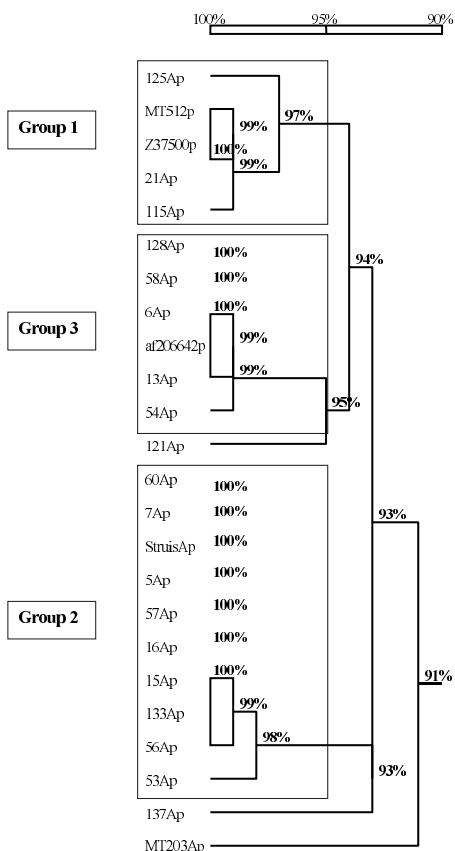 100% 95% 90%
125Ap
MT512p
99% 97%
Group 1
Z37500p 100%
99%
21Ap
115Ap
128Ap 100%
58Ap 100%
94%
6Ap 100%
Group 3
af206642p 99%
99%
13Ap
54Ap 95%
121Ap
60Ap 100%
7Ap 100%
93%
StruisAp 100%
5Ap 100%
57Ap 100%
Group 2
16Ap 100%
15Ap 100%
91%
99%
133Ap
98%
56Ap
53Ap 93%
137Ap
MT203Ap